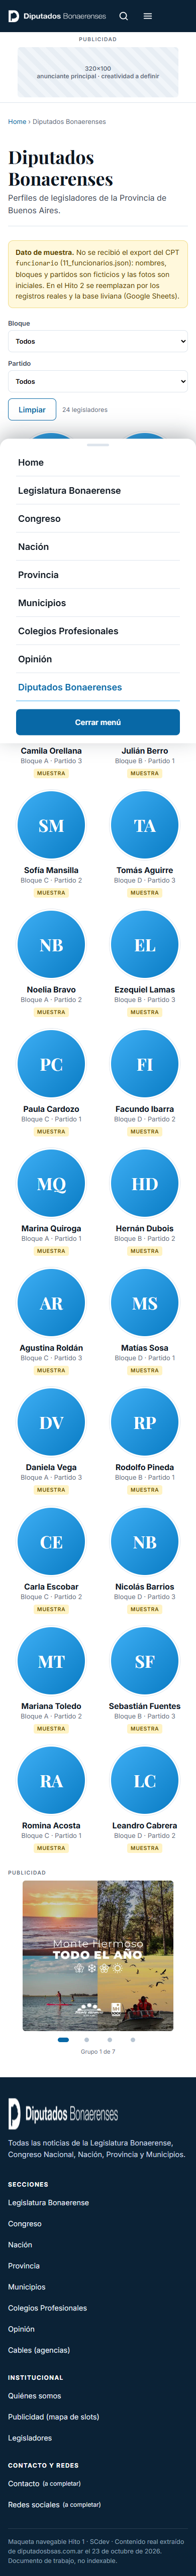 Diputados Bonaerenses
PUBLICIDAD
320×100
anunciante principal · creatividad a definir
Home › Diputados Bonaerenses
Diputados
Bonaerenses
Perfiles de legisladores de la Provincia de
Buenos Aires.
Dato de muestra. No se recibió el export del CPT
funcionario (11_funcionarios.json): nombres,
bloques y partidos son ficticios y las fotos son
iniciales. En el Hito 2 se reemplazan por los
registros reales y la base liviana (Google Sheets).
Bloque
Todos
Partido
Todos
Limpiar
24 legisladores
Home
Legislatura Bonaerense
Congreso
Nación
Provincia
Municipios
Colegios Profesionales
Opinión
Diputados Bonaerenses
Cerrar menú
Camila Orellana
Bloque A · Partido 3
MUESTRA
Julián Berro
Bloque B · Partido 1
MUESTRA
SM
Sofía Mansilla
Bloque C · Partido 2
MUESTRA
TA
Tomás Aguirre
Bloque D · Partido 3
MUESTRA
NB
Noelia Bravo
Bloque A · Partido 2
MUESTRA
EL
Ezequiel Lamas
Bloque B · Partido 3
MUESTRA
PC
Paula Cardozo
Bloque C · Partido 1
MUESTRA
FI
Facundo Ibarra
Bloque D · Partido 2
MUESTRA
MQ
Marina Quiroga
Bloque A · Partido 1
MUESTRA
HD
Hernán Dubois
Bloque B · Partido 2
MUESTRA
AR
Agustina Roldán
Bloque C · Partido 3
MUESTRA
MS
Matías Sosa
Bloque D · Partido 1
MUESTRA
DV
Daniela Vega
Bloque A · Partido 3
MUESTRA
RP
Rodolfo Pineda
Bloque B · Partido 1
MUESTRA
CE
Carla Escobar
Bloque C · Partido 2
MUESTRA
NB
Nicolás Barrios
Bloque D · Partido 3
MUESTRA
MT
Mariana Toledo
Bloque A · Partido 2
MUESTRA
SF
Sebastián Fuentes
Bloque B · Partido 3
MUESTRA
RA
Romina Acosta
Bloque C · Partido 1
MUESTRA
LC
Leandro Cabrera
Bloque D · Partido 2
MUESTRA
PUBLICIDAD
Monte Hermoso
TODO EL AÑO
Grupo 1 de 7
Diputados Bonaerenses
Todas las noticias de la Legislatura Bonaerense,
Congreso Nacional, Nación, Provincia y Municipios.
SECCIONES
Legislatura Bonaerense
Congreso
Nación
Provincia
Municipios
Colegios Profesionales
Opinión
Cables (agencias)
INSTITUCIONAL
Quiénes somos
Publicidad (mapa de slots)
Legisladores
CONTACTO Y REDES
Contacto (a completar)
Redes sociales (a completar)
Maqueta navegable Hito 1 · SCdev · Contenido real extraído
de diputadosbsas.com.ar el 23 de octubre de 2026.
Documento de trabajo, no indexable.